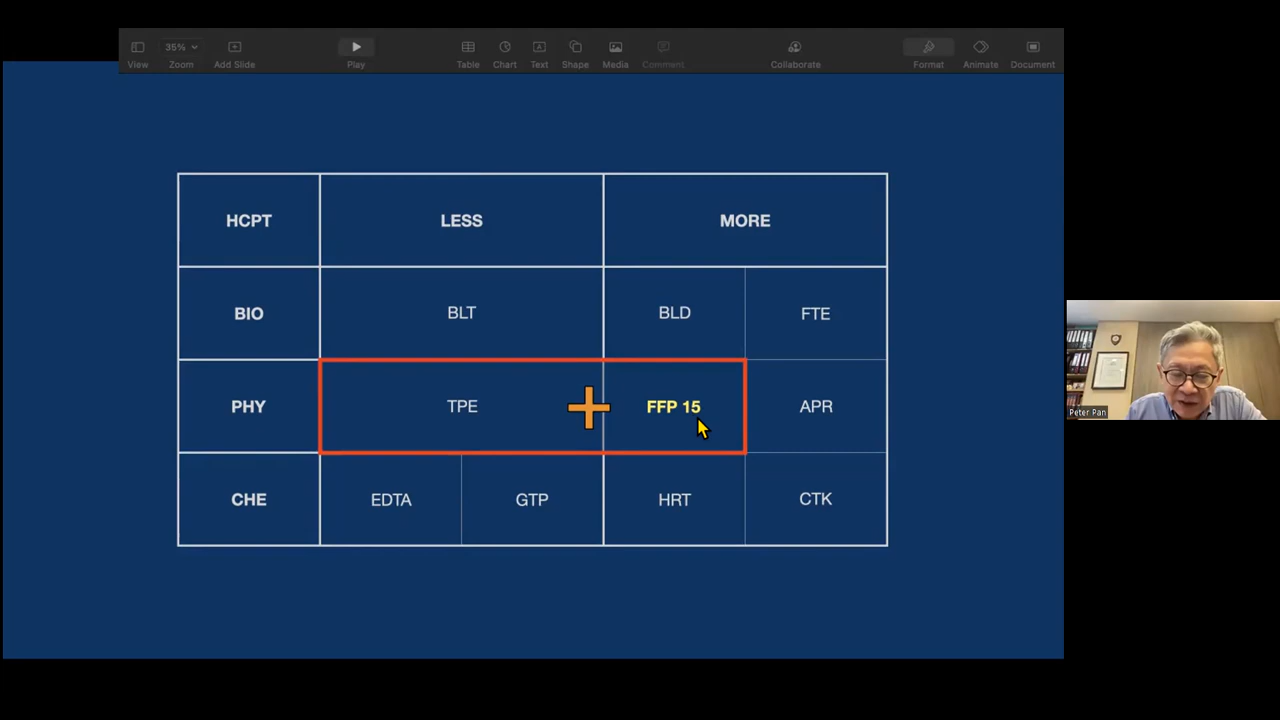 35%
View
Zoom
Add Slide
Play
Table
Chart
Text
Shape
Media
Comment
Collaborate
Format
Animate
Document
HCPT LESS MORE
BIO BLT BLD FTE
PHY TPE FFP 15 APR
CHE EDTA GTP HRT CTK
Peter Pan